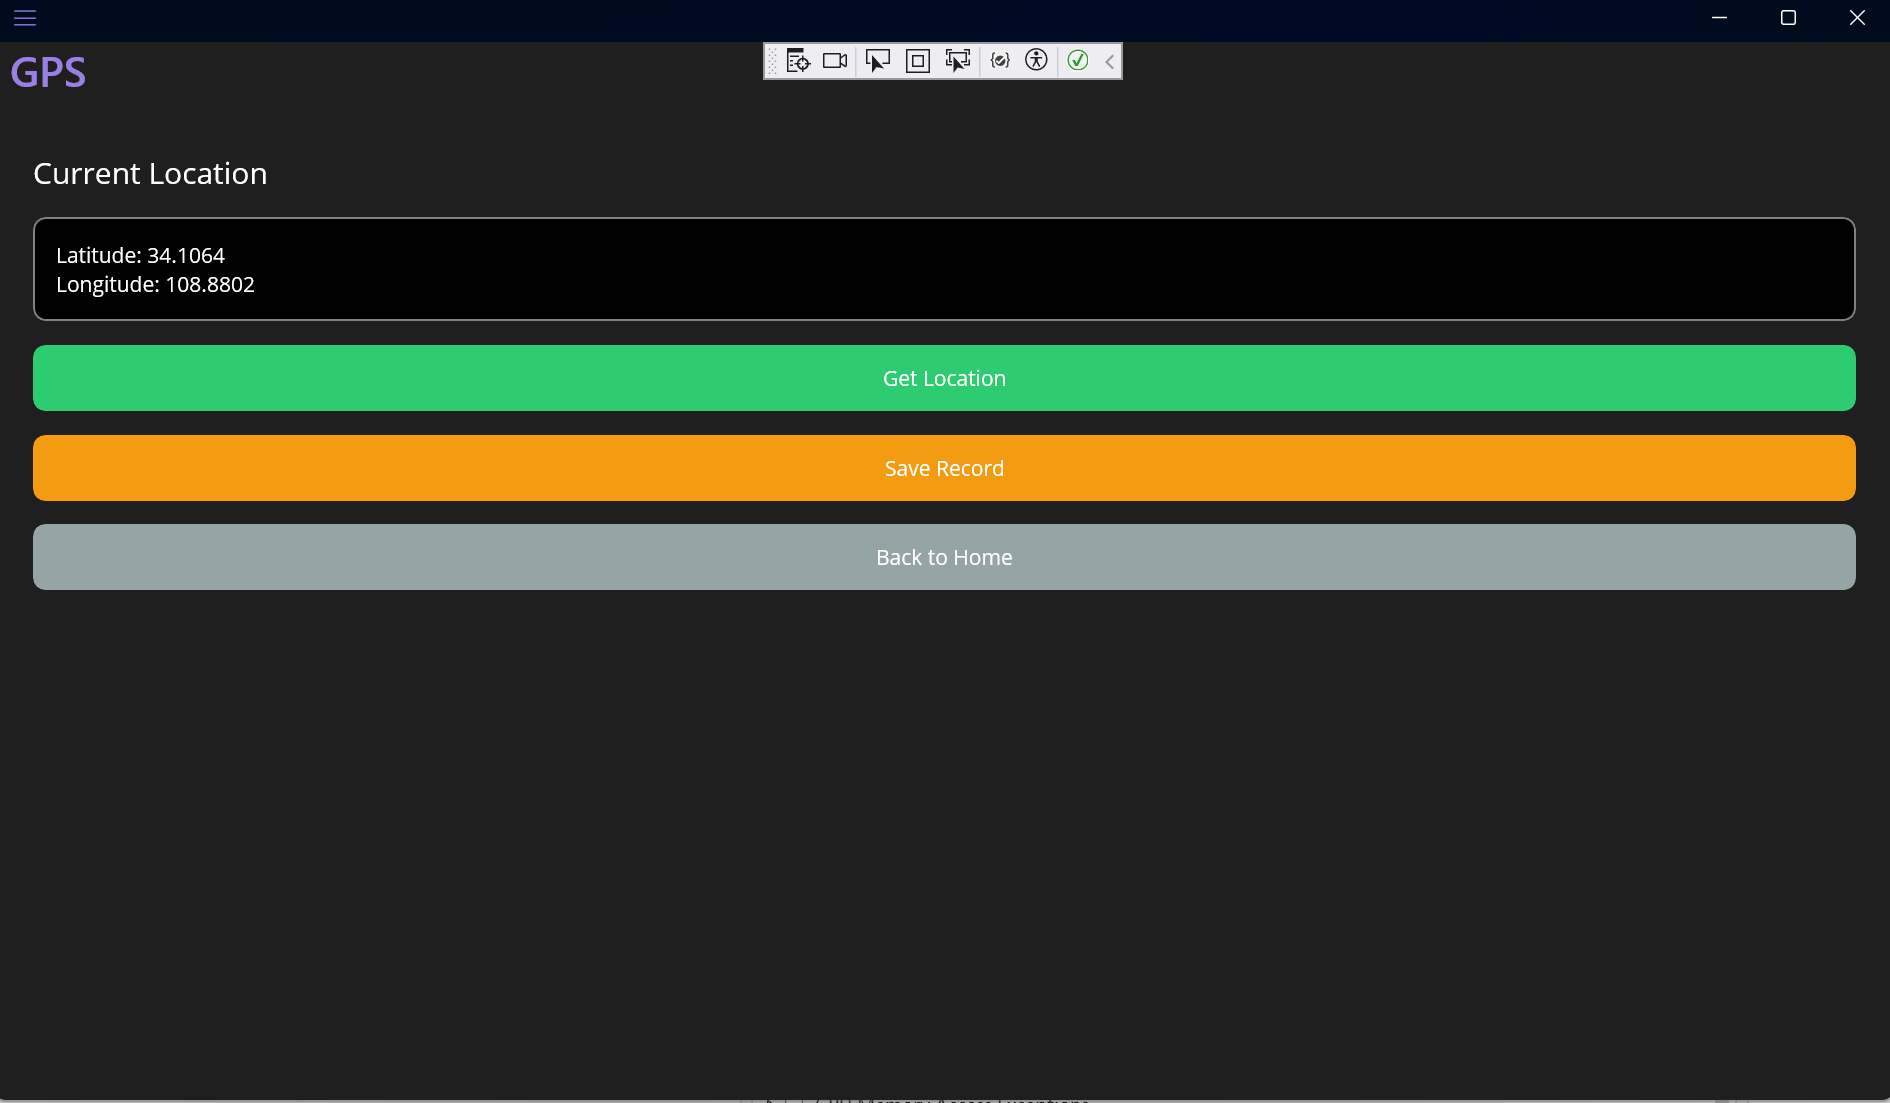 GPS
Current Location
Latitude: 34.1064
Longitude: 108.8802
Get Location
Save Record
Back to Home